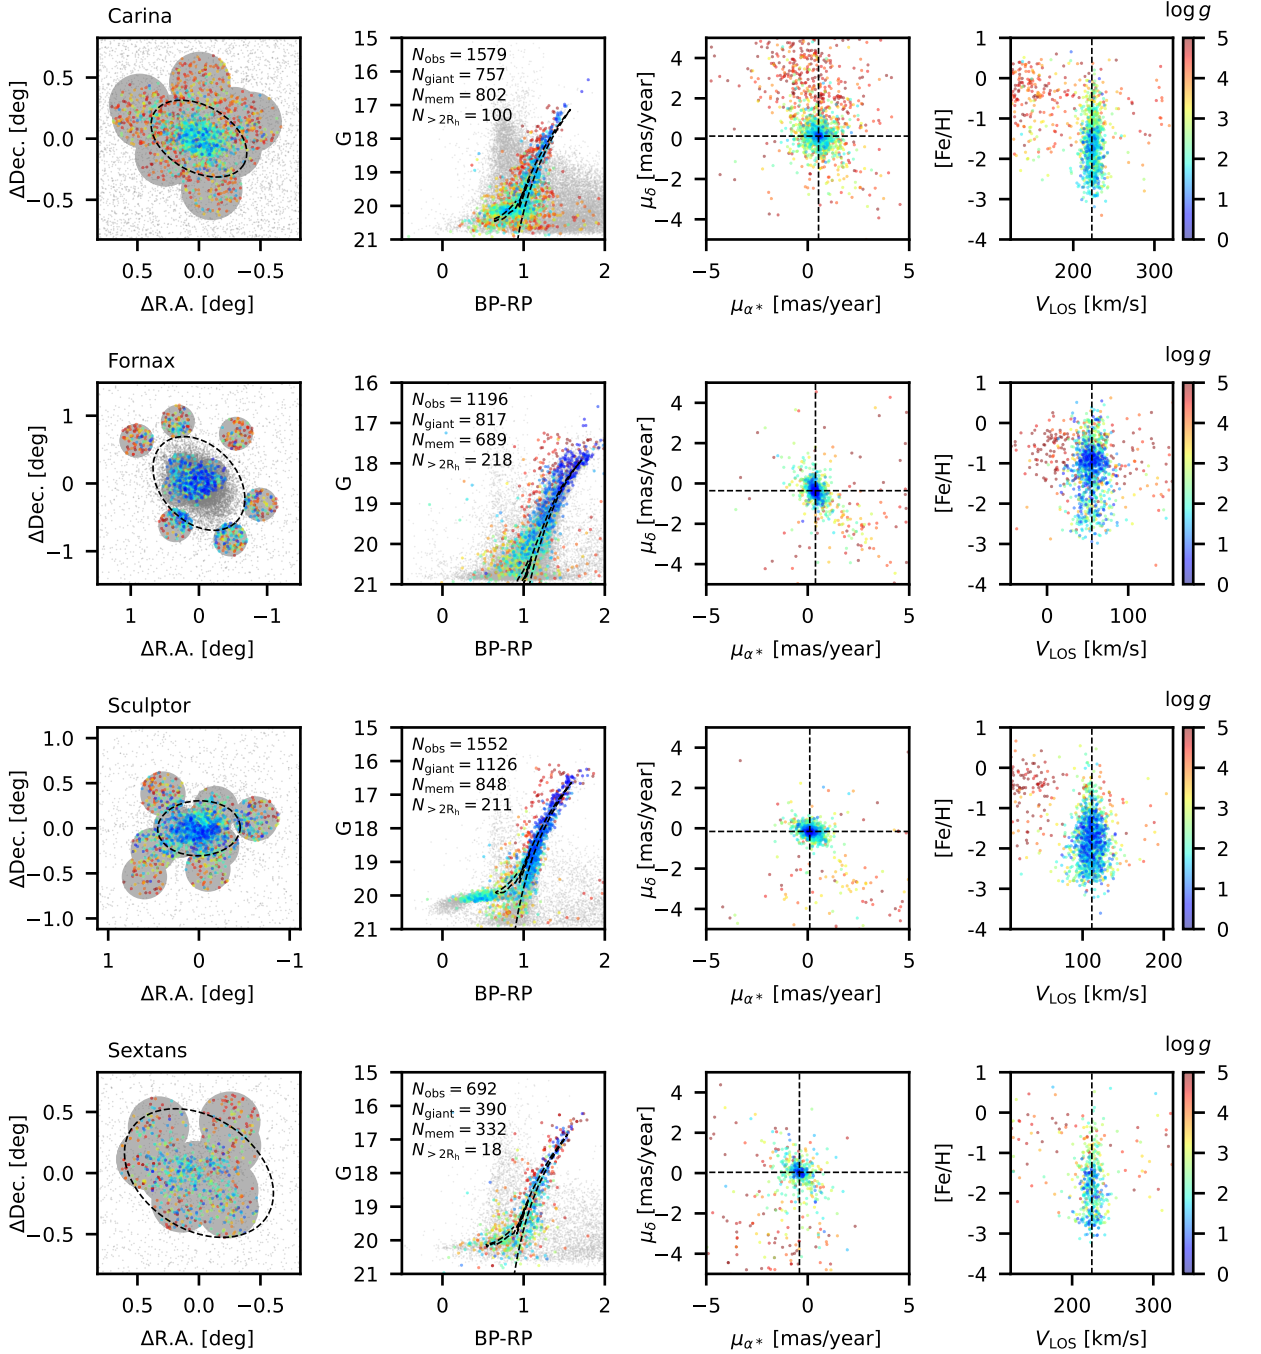 Carina
log g
0.5
0.0
−0.5
ΔDec. [deg]
0.5 0.0 −0.5
ΔR.A. [deg]
15
16
17
18
19
20
21
G
N_obs = 1579
N_giant = 757
N_mem = 802
N_>2R_h = 100
0 1 2
BP-RP
4
2
0
−2
−4
μ_δ [mas/year]
−5 0 5
μ_α* [mas/year]
1
0
-1
-2
-3
-4
[Fe/H]
200 300
V_LOS [km/s]
5
4
3
2
1
0
Fornax
log g
1
0
−1
ΔDec. [deg]
1 0 −1
ΔR.A. [deg]
16
17
18
19
20
21
G
N_obs = 1196
N_giant = 817
N_mem = 689
N_>2R_h = 218
0 1 2
BP-RP
4
2
0
−2
−4
μ_δ [mas/year]
−5 0 5
μ_α* [mas/year]
1
0
-1
-2
-3
-4
[Fe/H]
0 100
V_LOS [km/s]
5
4
3
2
1
0
Sculptor
log g
1.0
0.5
0.0
−0.5
−1.0
ΔDec. [deg]
1 0 −1
ΔR.A. [deg]
15
16
17
18
19
20
21
G
N_obs = 1552
N_giant = 1126
N_mem = 848
N_>2R_h = 211
0 1 2
BP-RP
4
2
0
−2
−4
μ_δ [mas/year]
−5 0 5
μ_α* [mas/year]
1
0
-1
-2
-3
-4
[Fe/H]
100 200
V_LOS [km/s]
5
4
3
2
1
0
Sextans
log g
0.5
0.0
−0.5
ΔDec. [deg]
0.5 0.0 −0.5
ΔR.A. [deg]
15
16
17
18
19
20
21
G
N_obs = 692
N_giant = 390
N_mem = 332
N_>2R_h = 18
0 1 2
BP-RP
4
2
0
−2
−4
μ_δ [mas/year]
−5 0 5
μ_α* [mas/year]
1
0
-1
-2
-3
-4
[Fe/H]
200 300
V_LOS [km/s]
5
4
3
2
1
0